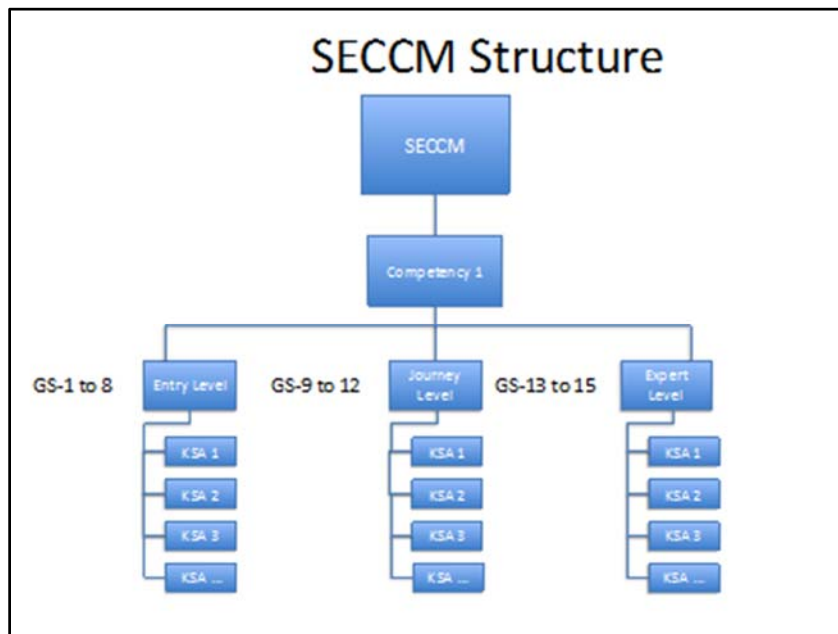 SECCM Structure
SECCM
Competency 1
GS-1 to 8
Entry Level
GS-9 to 12
Journey
Level
GS-13 to 15
Expert
Level
KSA 1
KSA 2
KSA 3
KSA ...
KSA 1
KSA 2
KSA 3
KSA ...
KSA 1
KSA 2
KSA 3
KSA ...